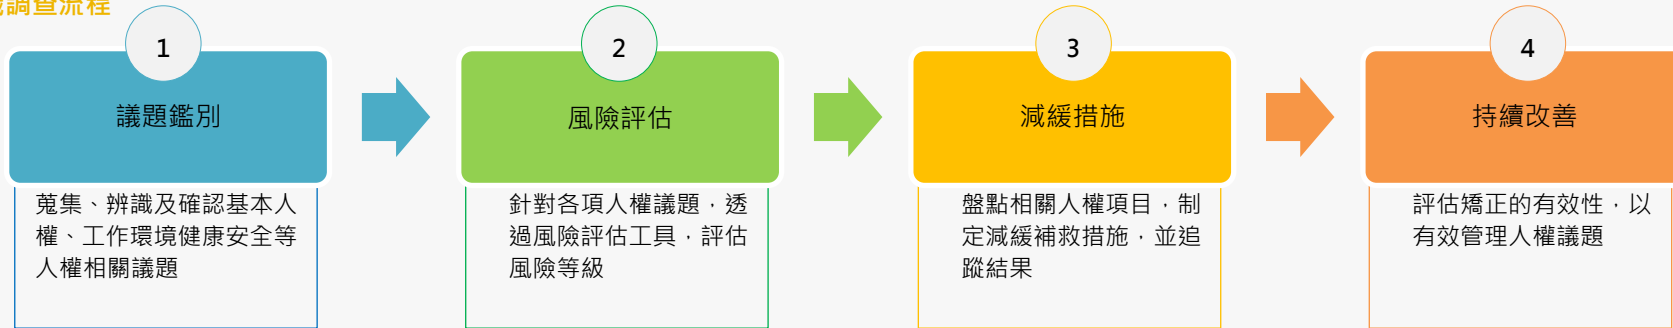 調查流程
1
議題鑑別
蒐集、辨識及確認基本人
權、工作環境健康安全等
人權相關議題
2
風險評估
針對各項人權議題，透
過風險評估工具，評估
風險等級
3
減緩措施
盤點相關人權項目，制
定減緩補救措施，並追
蹤結果
4
持續改善
評估矯正的有效性，以
有效管理人權議題